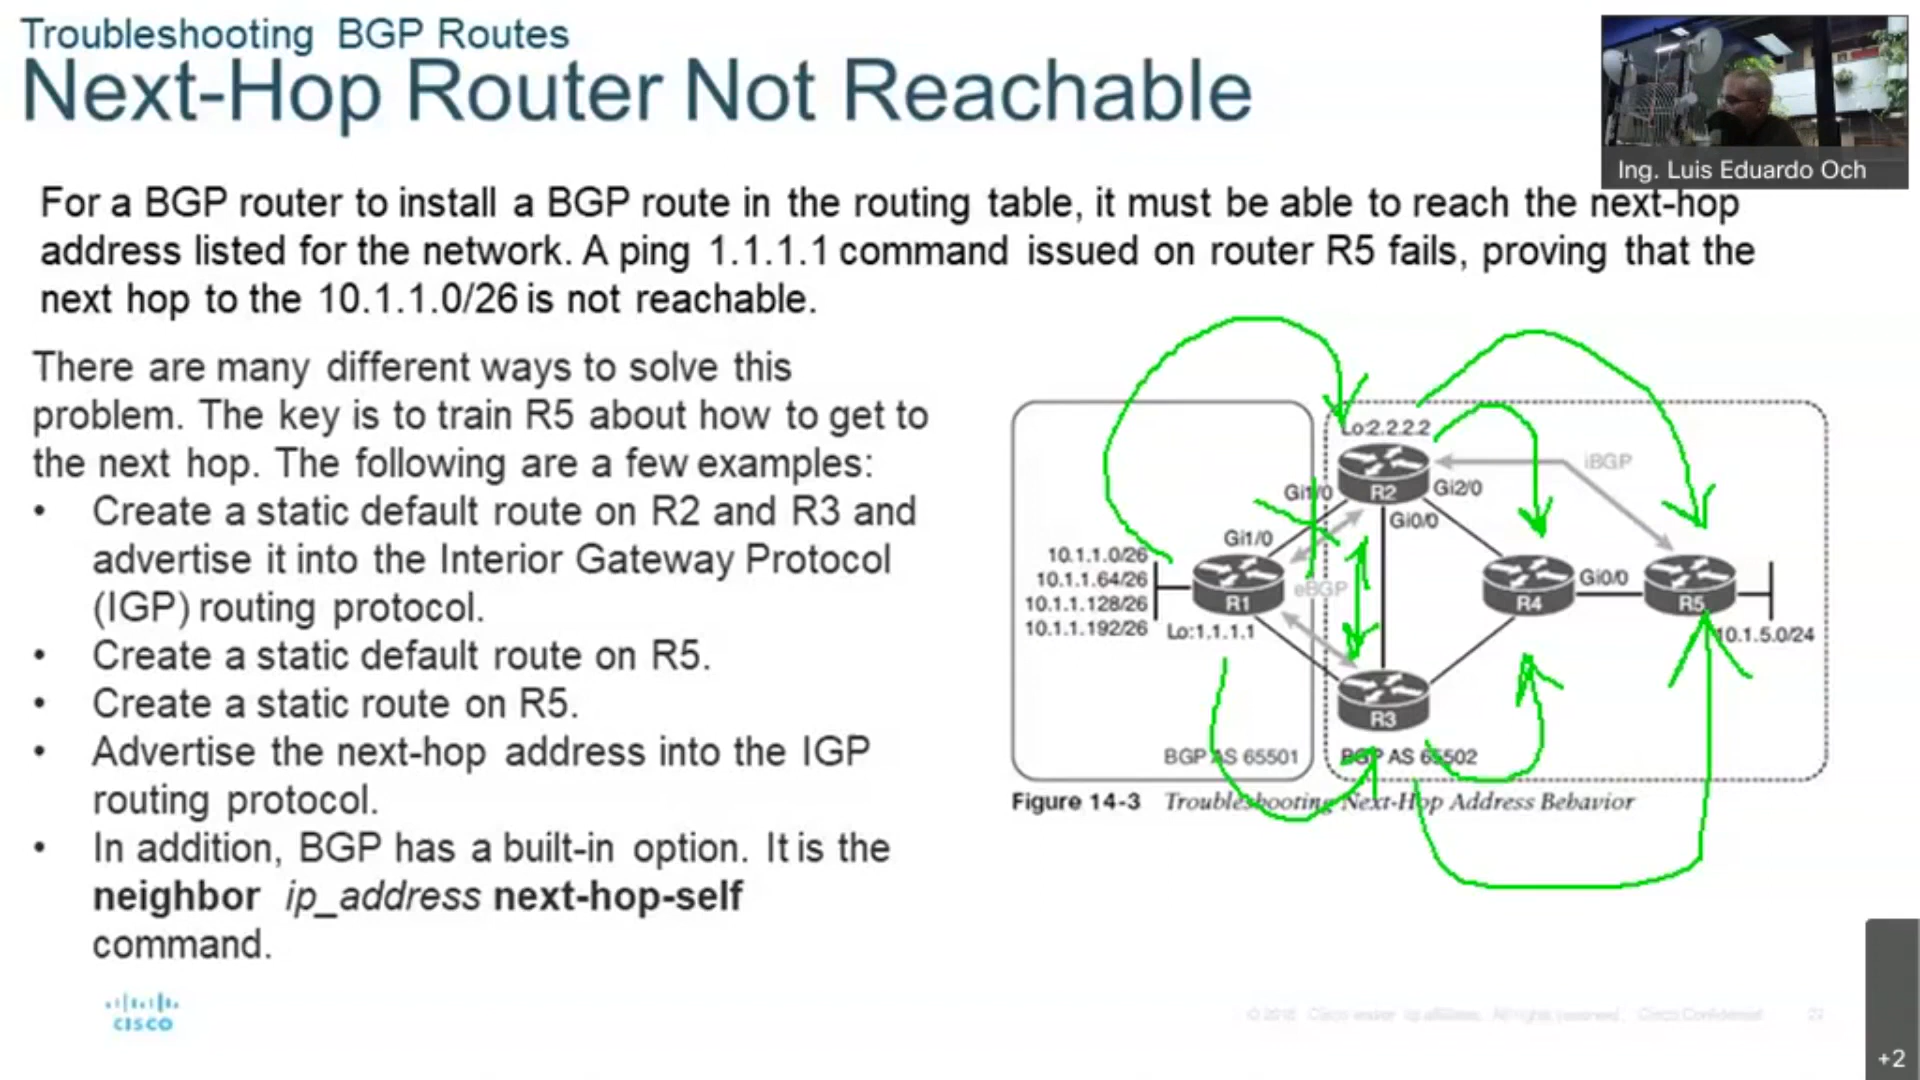 Troubleshooting BGP Routes
Next-Hop Router Not Reachable
Ing. Luis Eduardo Och
For a BGP router to install a BGP route in the routing table, it must be able to reach the next-hop
address listed for the network. A ping 1.1.1.1 command issued on router R5 fails, proving that the
next hop to the 10.1.1.0/26 is not reachable.
There are many different ways to solve this
problem. The key is to train R5 about how to get to
the next hop. The following are a few examples:
• Create a static default route on R2 and R3 and
advertise it into the Interior Gateway Protocol
(IGP) routing protocol.
• Create a static default route on R5.
• Create a static route on R5.
• Advertise the next-hop address into the IGP
routing protocol.
• In addition, BGP has a built-in option. It is the
neighbor ip_address next-hop-self
command.
Lo:2.2.2.2
iBGP
Gi1/0
R2
Gi2/0
Gi0/0
Gi1/0
10.1.1.0/26
10.1.1.64/26
10.1.1.128/26
10.1.1.192/26
R1
Lo:1.1.1.1
eBGP
R4
Gi0/0
R5
10.1.5.0/24
R3
BGP AS 65501
BGP AS 65502
Figure 14-3 Troubleshooting Next-Hop Address Behavior
CISCO
All rights reserved. Cisco Confidential
+2